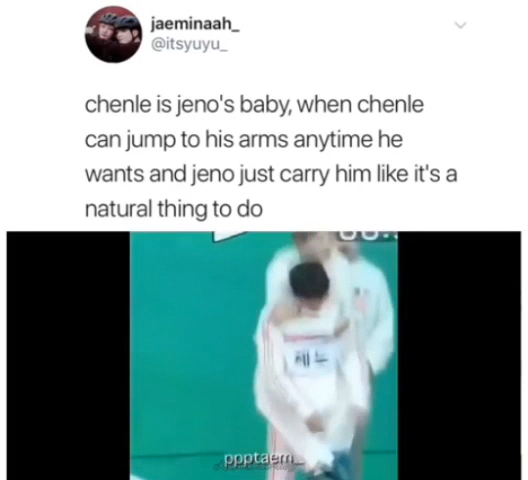 jaeminaah_
@itsyuyu_
chenle is jeno's baby, when chenle
can jump to his arms anytime he
wants and jeno just carry him like it's a
natural thing to do
제노
ppptaem_